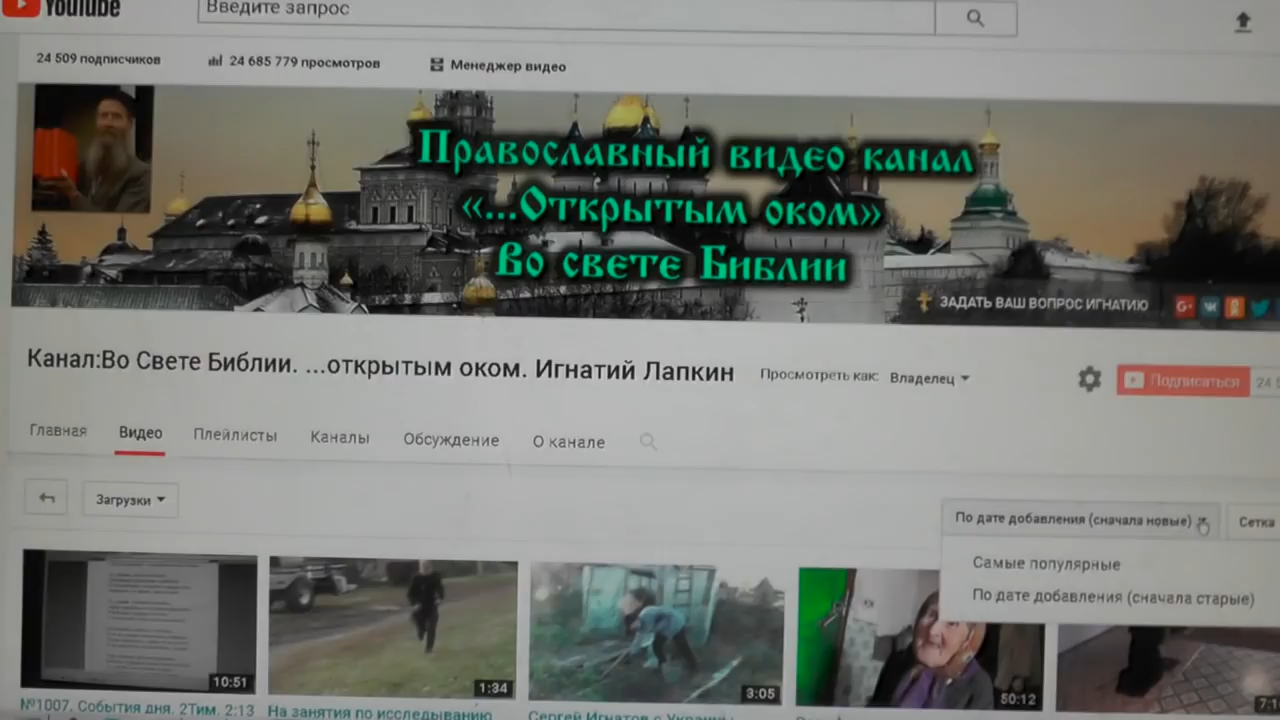 YouTube
Введите запрос
24 509 подписчиков
24 685 779 просмотров
Менеджер видео
Православный видео канал
«...Открытым оком»
Во свете Библии
ЗАДАТЬ ВАШ ВОПРОС ИГНАТИЮ
G+
Канал:Во Свете Библии. ...открытым оком. Игнатий Лапкин
Просмотреть как: Владелец
Подписаться
Главная
Видео
Плейлисты
Каналы
Обсуждение
О канале
Загрузки
По дате добавления (сначала новые)
Сетка
Самые популярные
По дате добавления (сначала старые)
10:51
1:34
3:05
50:12
№1007. События дня. 2Тим. 2:13
На занятия по исследыванию
Сергей Игнатов с Украины